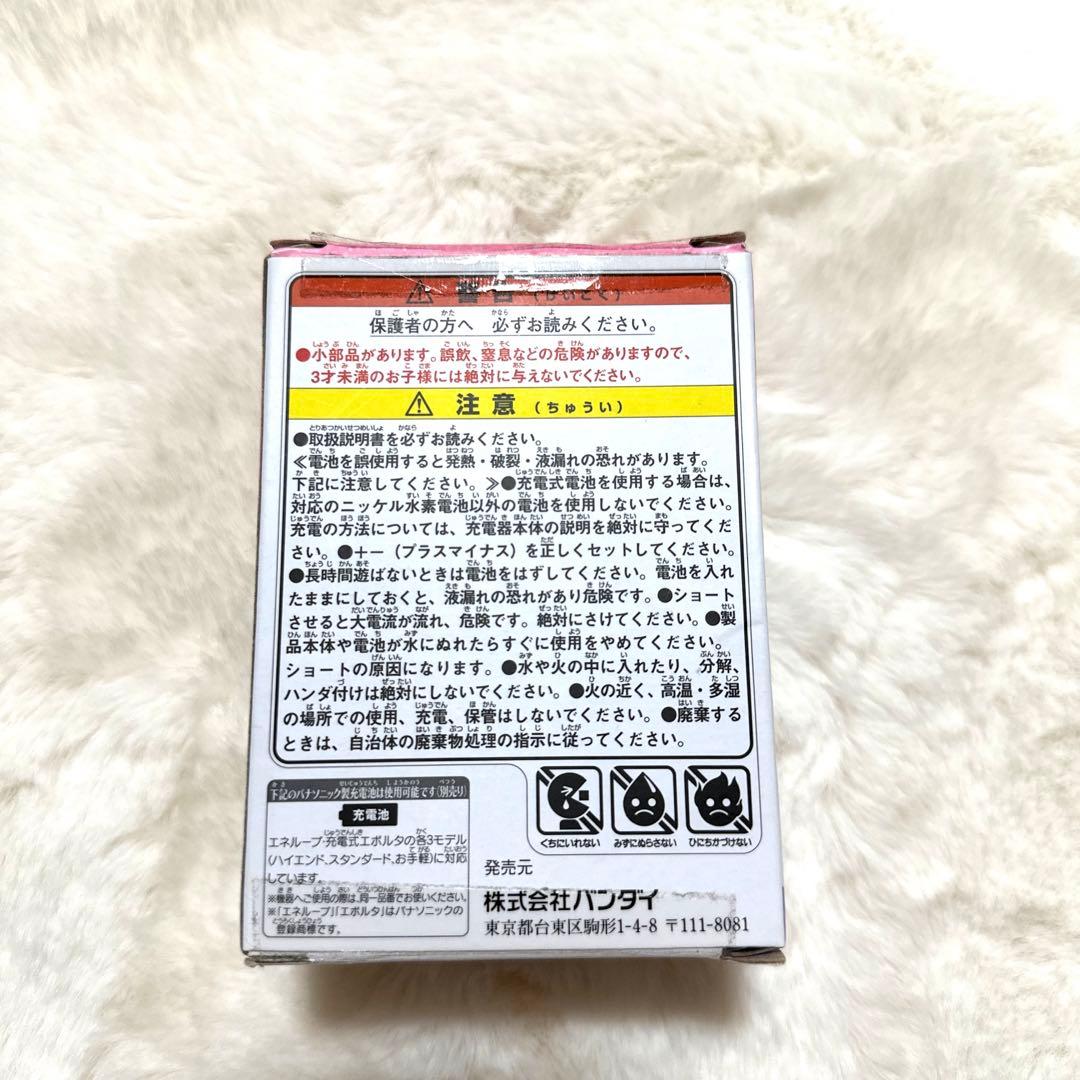 警告（けいこく）
保護者の方へ 必ずお読みください。
●小部品があります。誤飲、窒息などの危険がありますので、
3才未満のお子様には絶対に与えないでください。
注意（ちゅうい）
●取扱説明書を必ずお読みください。
≪電池を誤使用すると発熱・破裂・液漏れの恐れがあります。
下記に注意してください。≫●充電式電池を使用する場合は、
対応のニッケル水素電池以外の電池を使用しないでください。
充電の方法については、充電器本体の説明を絶対に守ってくだ
さい。●＋－（プラスマイナス）を正しくセットしてください。
●長時間遊ばないときは電池をはずしてください。電池を入れ
たままにしておくと、液漏れの恐れがあり危険です。●ショート
させると大電流が流れ、危険です。絶対にさけてください。●製
品本体や電池が水にぬれたらすぐに使用をやめてください。
ショートの原因になります。●水や火の中に入れたり、分解、
ハンダ付けは絶対にしないでください。●火の近く、高温・多湿
の場所での使用、充電、保管はしないでください。●廃棄する
ときは、自治体の廃棄物処理の指示に従ってください。
下記のパナソニック製充電池は使用可能です（別売り）
充電池
エネループ・充電式エボルタの各3モデル
（ハイエンド、スタンダード、お手軽）に対応
しています。
※機器へご使用の際は、同一品番でお使いください。
※「エネループ」「エボルタ」はパナソニックの
登録商標です。
くちにいれない
みずにぬらさない
ひにちかづけない
発売元
株式会社バンダイ
東京都台東区駒形1-4-8 〒111-8081